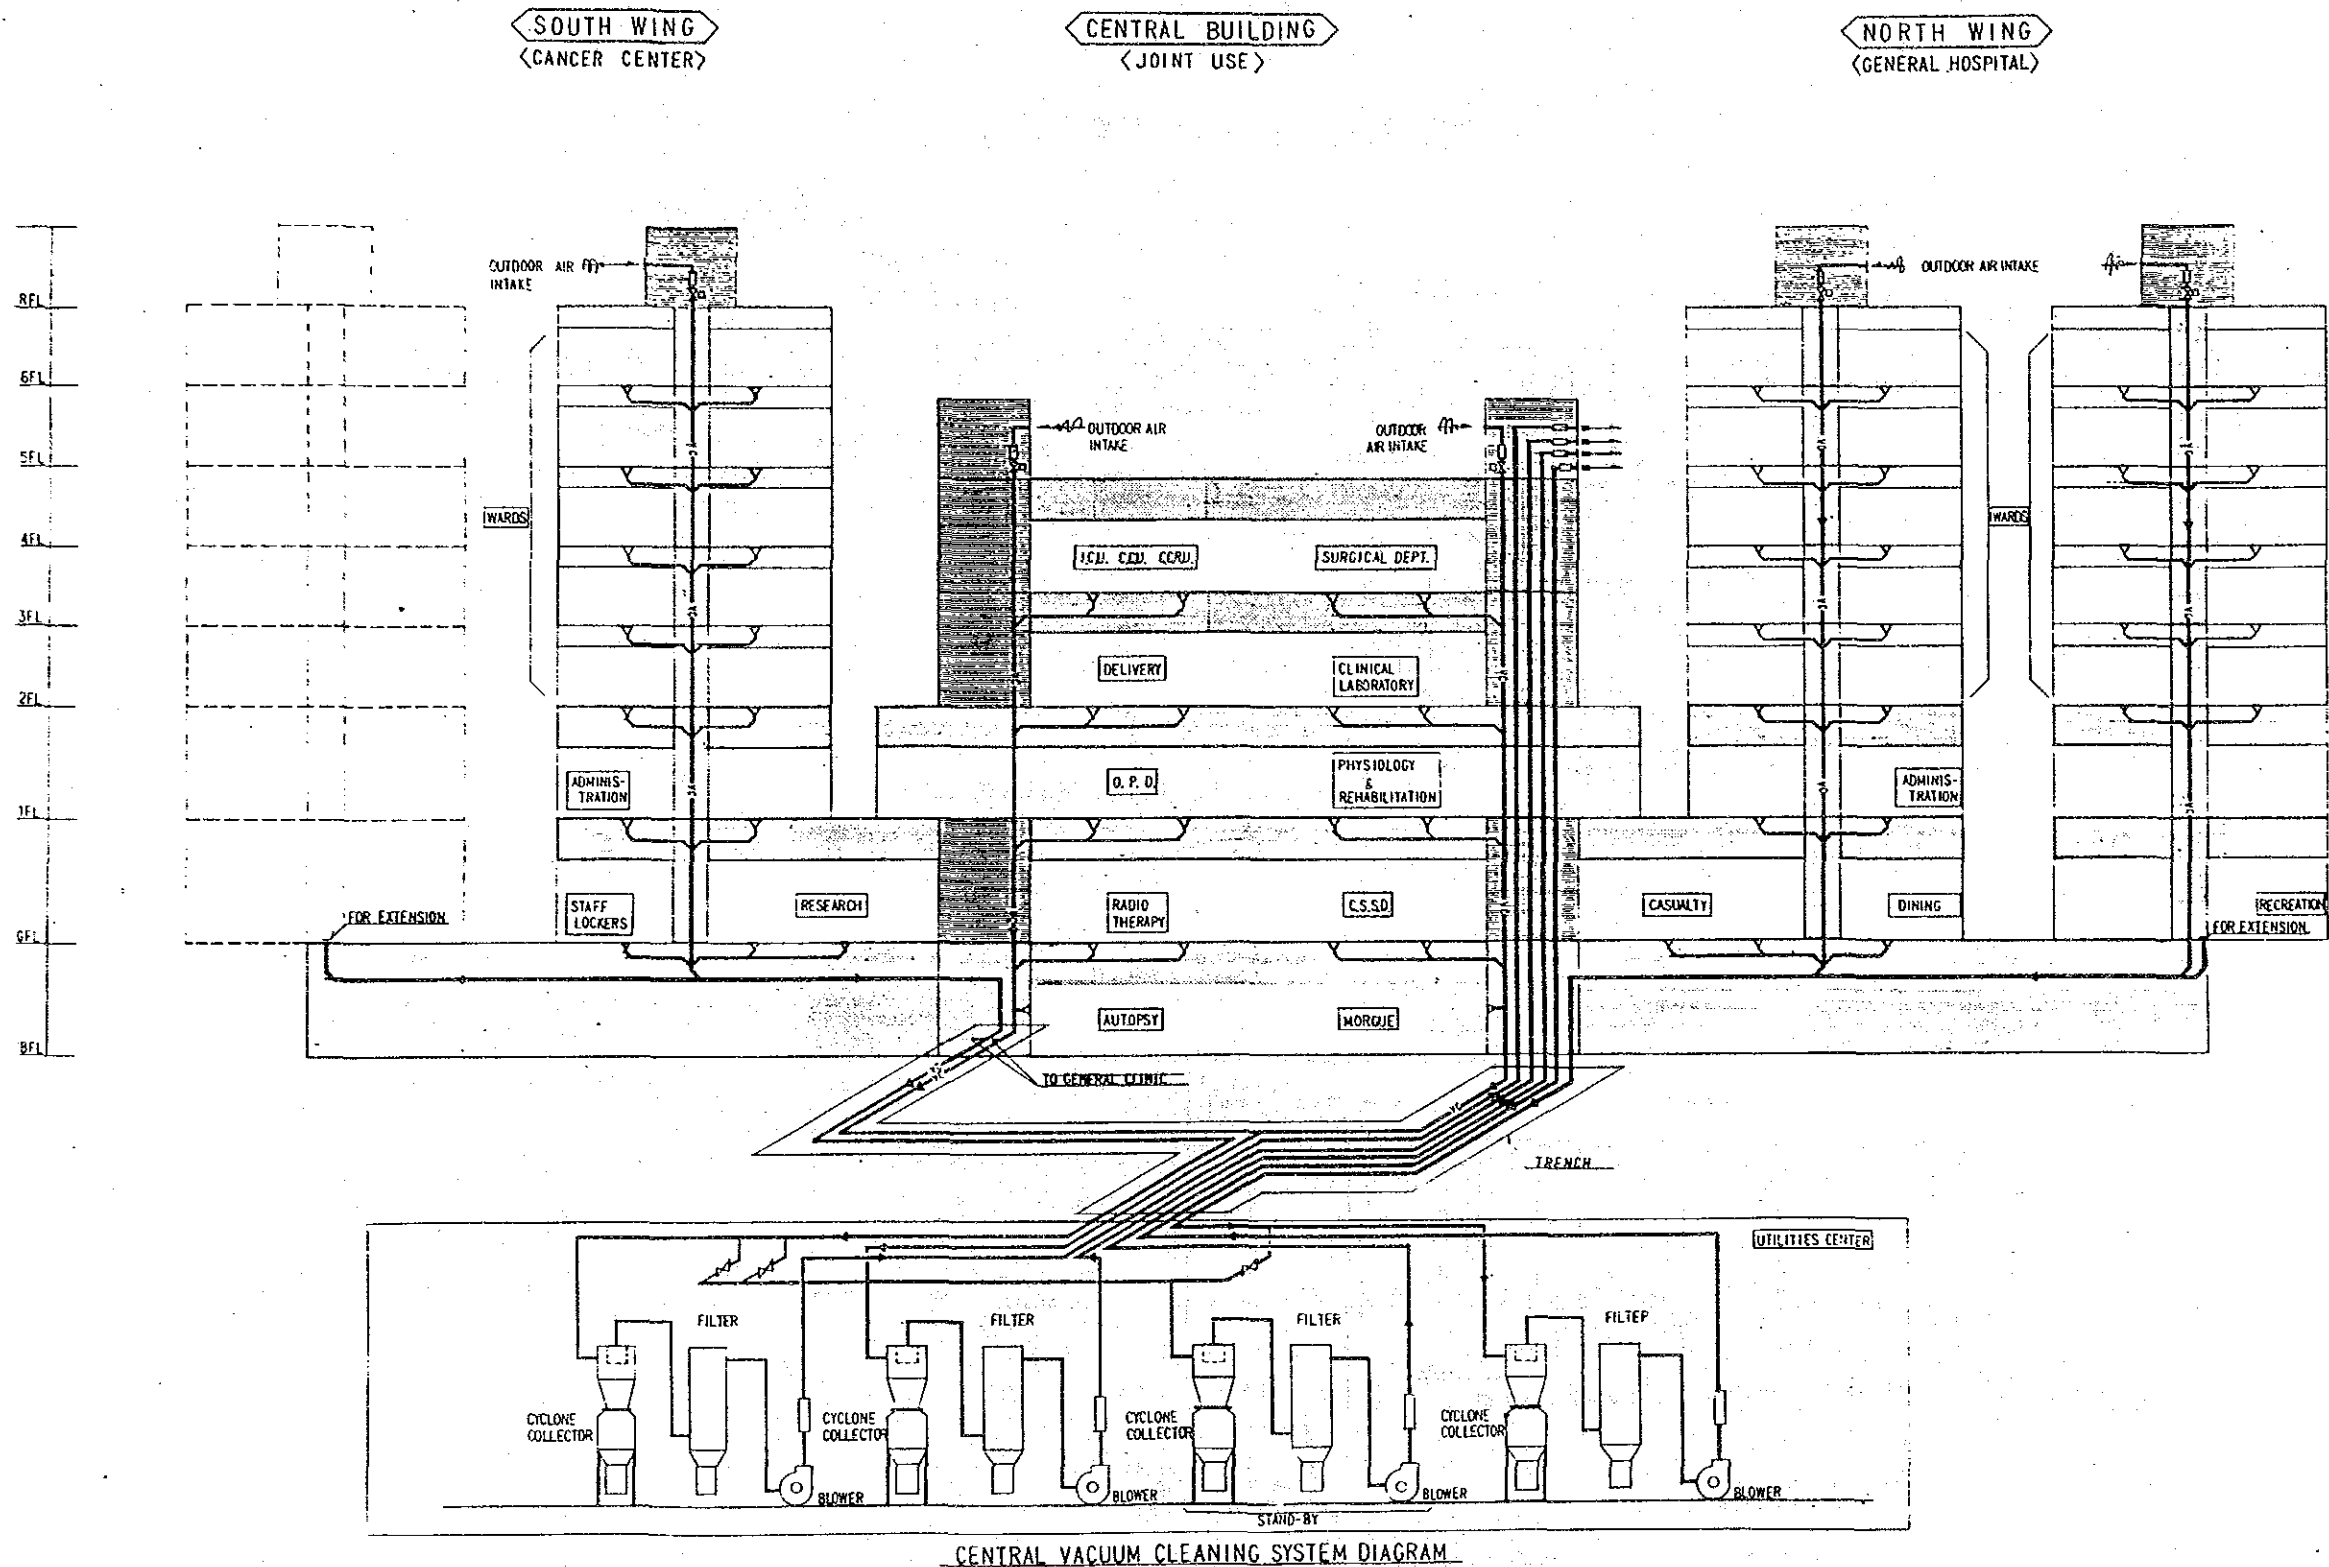 SOUTH WING
<CANCER CENTER>
CENTRAL BUILDING
<JOINT USE>
NORTH WING
<GENERAL HOSPITAL>
OUTDOOR AIR
INTAKE
OUTDOOR AIR INTAKE
RFL
6FL
5FL
4FL
3FL
2FL
1FL
GFL
BFL
OUTDOOR AIR
INTAKE
OUTDOOR
AIR INTAKE
WARDS
WARDS
I.C.U. C.C.U. CCRU.
SURGICAL DEPT.
DELIVERY
CLINICAL
LABORATORY
ADMINIS-
TRATION
O. P. D.
PHYSIOLOGY
&
REHABILITATION
ADMINIS-
TRATION
STAFF
LOCKERS
RESEARCH
RADIO
THERAPY
C.S.S.D
CASUALTY
DINING
RECREATION
FOR EXTENSION
FOR EXTENSION
AUTOPSY
MORGUE
TO GENERAL CLINIC
TRENCH
UTILITIES CENTER
FILTER
FILTER
FILTER
FILTER
CYCLONE
COLLECTOR
CYCLONE
COLLECTOR
CYCLONE
COLLECTOR
CYCLONE
COLLECTOR
BLOWER
BLOWER
BLOWER
BLOWER
STAND-BY
CENTRAL VACUUM CLEANING SYSTEM DIAGRAM